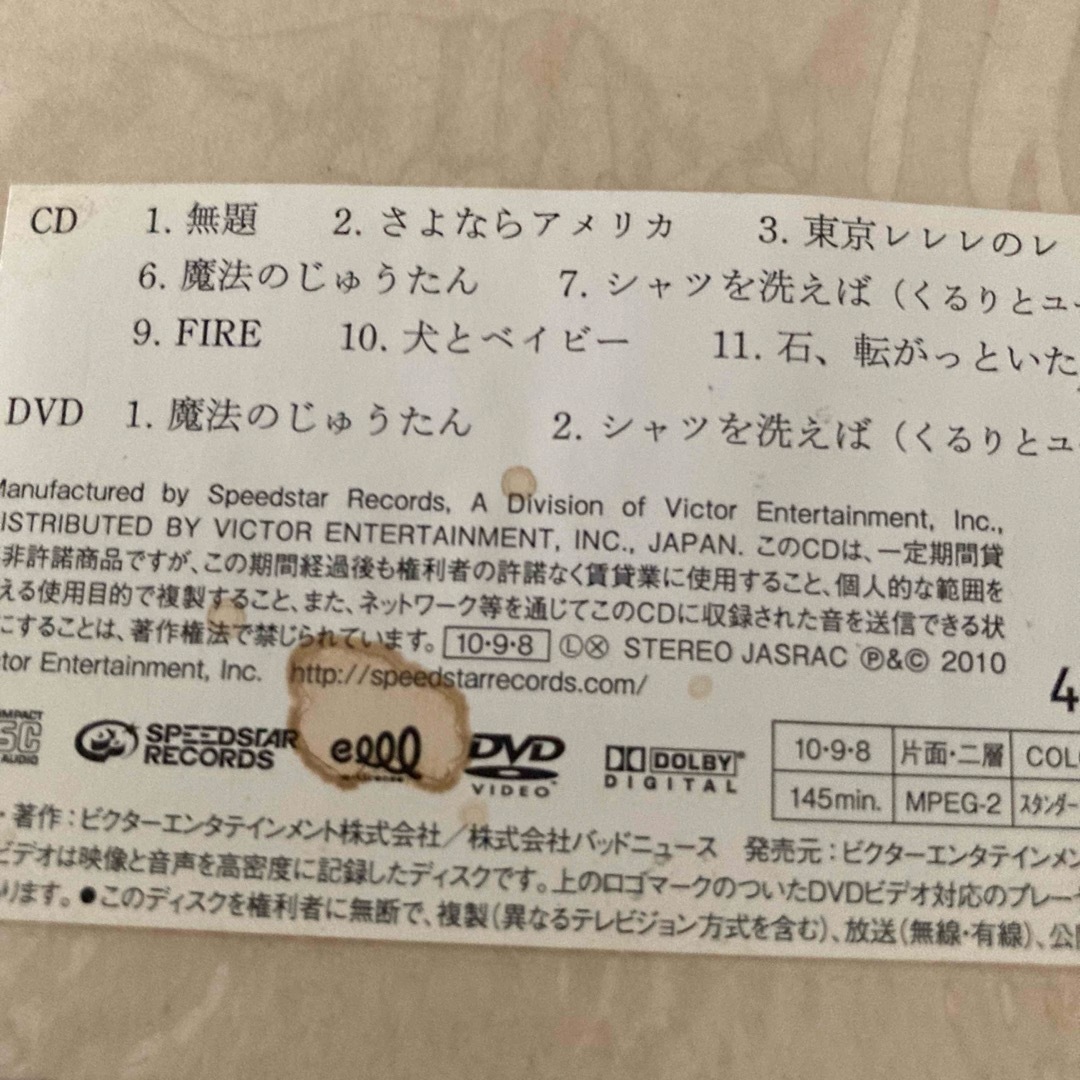 CD 1. 無題 2. さよならアメリカ 3. 東京レレレのレ
6. 魔法のじゅうたん 7. シャツを洗えば（くるりとユー
9. FIRE 10. 犬とベイビー 11. 石、転がっといた
DVD 1. 魔法のじゅうたん 2. シャツを洗えば（くるりとユー
Manufactured by Speedstar Records, A Division of Victor Entertainment, Inc.,
ISTRIBUTED BY VICTOR ENTERTAINMENT, INC., JAPAN. このCDは、一定期間貸
非許諾商品ですが、この期間経過後も権利者の許諾なく賃貸業に使用すること、個人的な範囲を
える使用目的で複製すること、また、ネットワーク等を通じてこのCDに収録された音を送信できる状
にすることは、著作権法で禁じられています。 10・9・8 Ⓛⓧ STEREO JASRAC Ⓟ&© 2010
tor Entertainment, Inc. http://speedstarrecords.com/
4
AUDIO SPEEDSTAR RECORDS DVD VIDEO DOLBY DIGITAL
10・9・8 片面・二層 COL
145min. MPEG-2 スタンダー
・著作：ビクターエンタテインメント株式会社／株式会社バッドニュース 発売元：ビクターエンタテインメン
ビデオは映像と音声を高密度に記録したディスクです。上のロゴマークのついたDVDビデオ対応のプレーヤ
ります。●このディスクを権利者に無断で、複製（異なるテレビジョン方式を含む）、放送（無線・有線）、公開